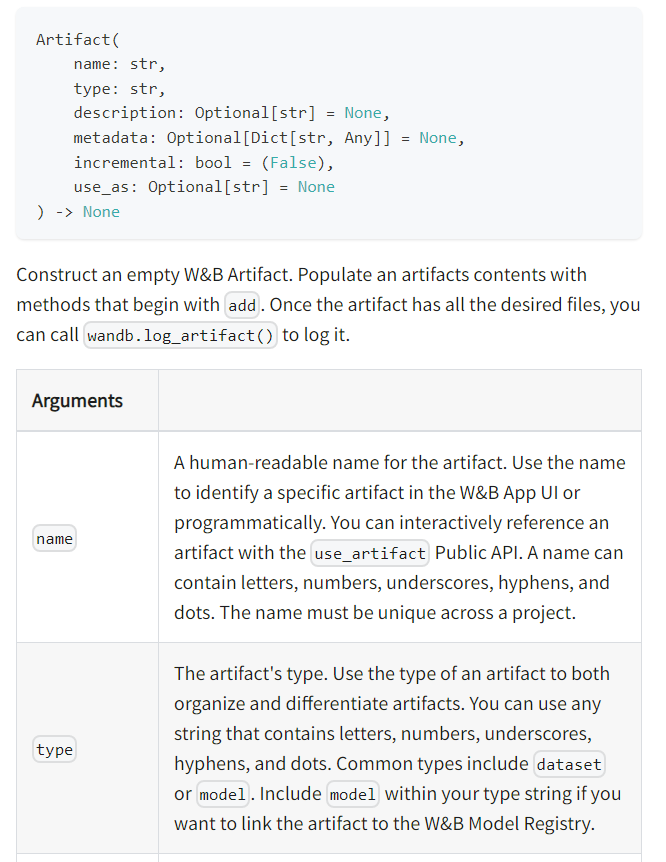 Artifact(
    name: str,
    type: str,
    description: Optional[str] = None,
    metadata: Optional[Dict[str, Any]] = None,
    incremental: bool = (False),
    use_as: Optional[str] = None
) -> None
Construct an empty W&B Artifact. Populate an artifacts contents with
methods that begin with add. Once the artifact has all the desired files, you
can call wandb.log_artifact() to log it.
Arguments
name
A human-readable name for the artifact. Use the name
to identify a specific artifact in the W&B App UI or
programmatically. You can interactively reference an
artifact with the use_artifact Public API. A name can
contain letters, numbers, underscores, hyphens, and
dots. The name must be unique across a project.
type
The artifact's type. Use the type of an artifact to both
organize and differentiate artifacts. You can use any
string that contains letters, numbers, underscores,
hyphens, and dots. Common types include dataset
or model. Include model within your type string if you
want to link the artifact to the W&B Model Registry.